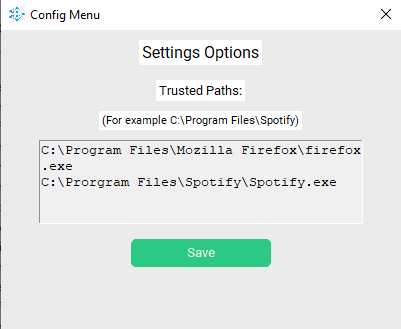 Config Menu
Settings Options
Trusted Paths:
(For example C:\Program Files\Spotify)
C:\Program Files\Mozilla Firefox\firefox
.exe
C:\Prorgram Files\Spotify\Spotify.exe
Save